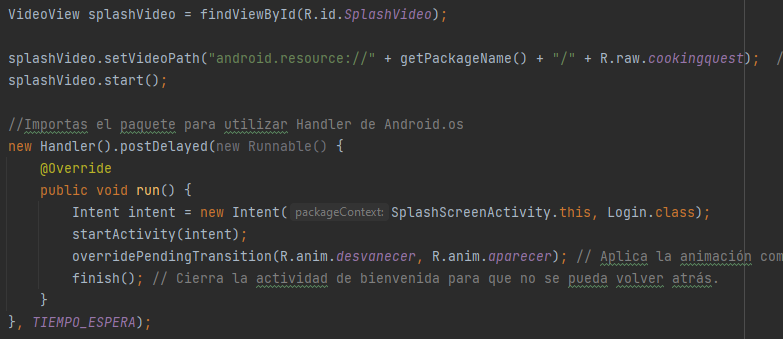 VideoView splashVideo = findViewById(R.id.SplashVideo);
splashVideo.setVideoPath("android.resource://" + getPackageName() + "/" + R.raw.cookingquest); /
splashVideo.start();
//Importas el paquete para utilizar Handler de Android.os
new Handler().postDelayed(new Runnable() {
@Override
public void run() {
Intent intent = new Intent( packageContext: SplashScreenActivity.this, Login.class);
startActivity(intent);
overridePendingTransition(R.anim.desvanecer, R.anim.aparecer); // Aplica la animación com
finish(); // Cierra la actividad de bienvenida para que no se pueda volver atrás.
}
}, TIEMPO_ESPERA);